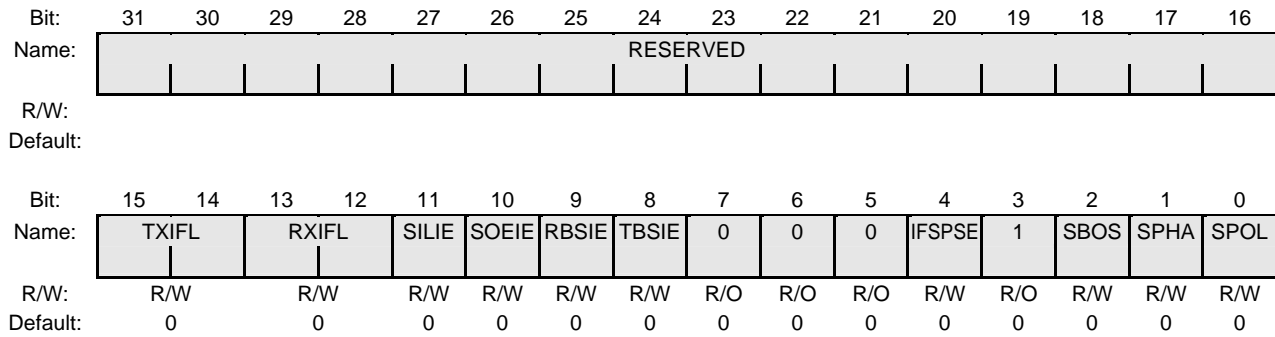 Bit: 31 30 29 28 27 26 25 24 23 22 21 20 19 18 17 16
Name: RESERVED
R/W:
Default:
Bit: 15 14 13 12 11 10 9 8 7 6 5 4 3 2 1 0
Name: TXIFL RXIFL SILIE SOEIE RBSIE TBSIE 0 0 0 IFSPSE 1 SBOS SPHA SPOL
R/W: R/W R/W R/W R/W R/W R/W R/O R/O R/O R/W R/O R/W R/W R/W
Default: 0 0 0 0 0 0 0 0 0 0 0 0 0 0